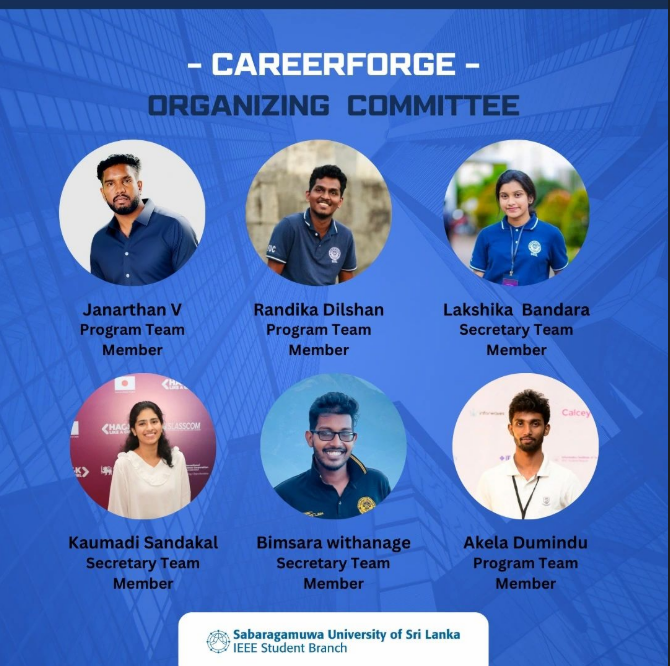 - CAREERFORGE -
ORGANIZING COMMITTEE
Janarthan V
Program Team
Member
Randika Dilshan
Program Team
Member
Lakshika Bandara
Secretary Team
Member
Calcey
Kaumadi Sandakal
Secretary Team
Member
Bimsara withanage
Secretary Team
Member
Akela Dumindu
Program Team
Member
Sabaragamuwa University of Sri Lanka
IEEE Student Branch